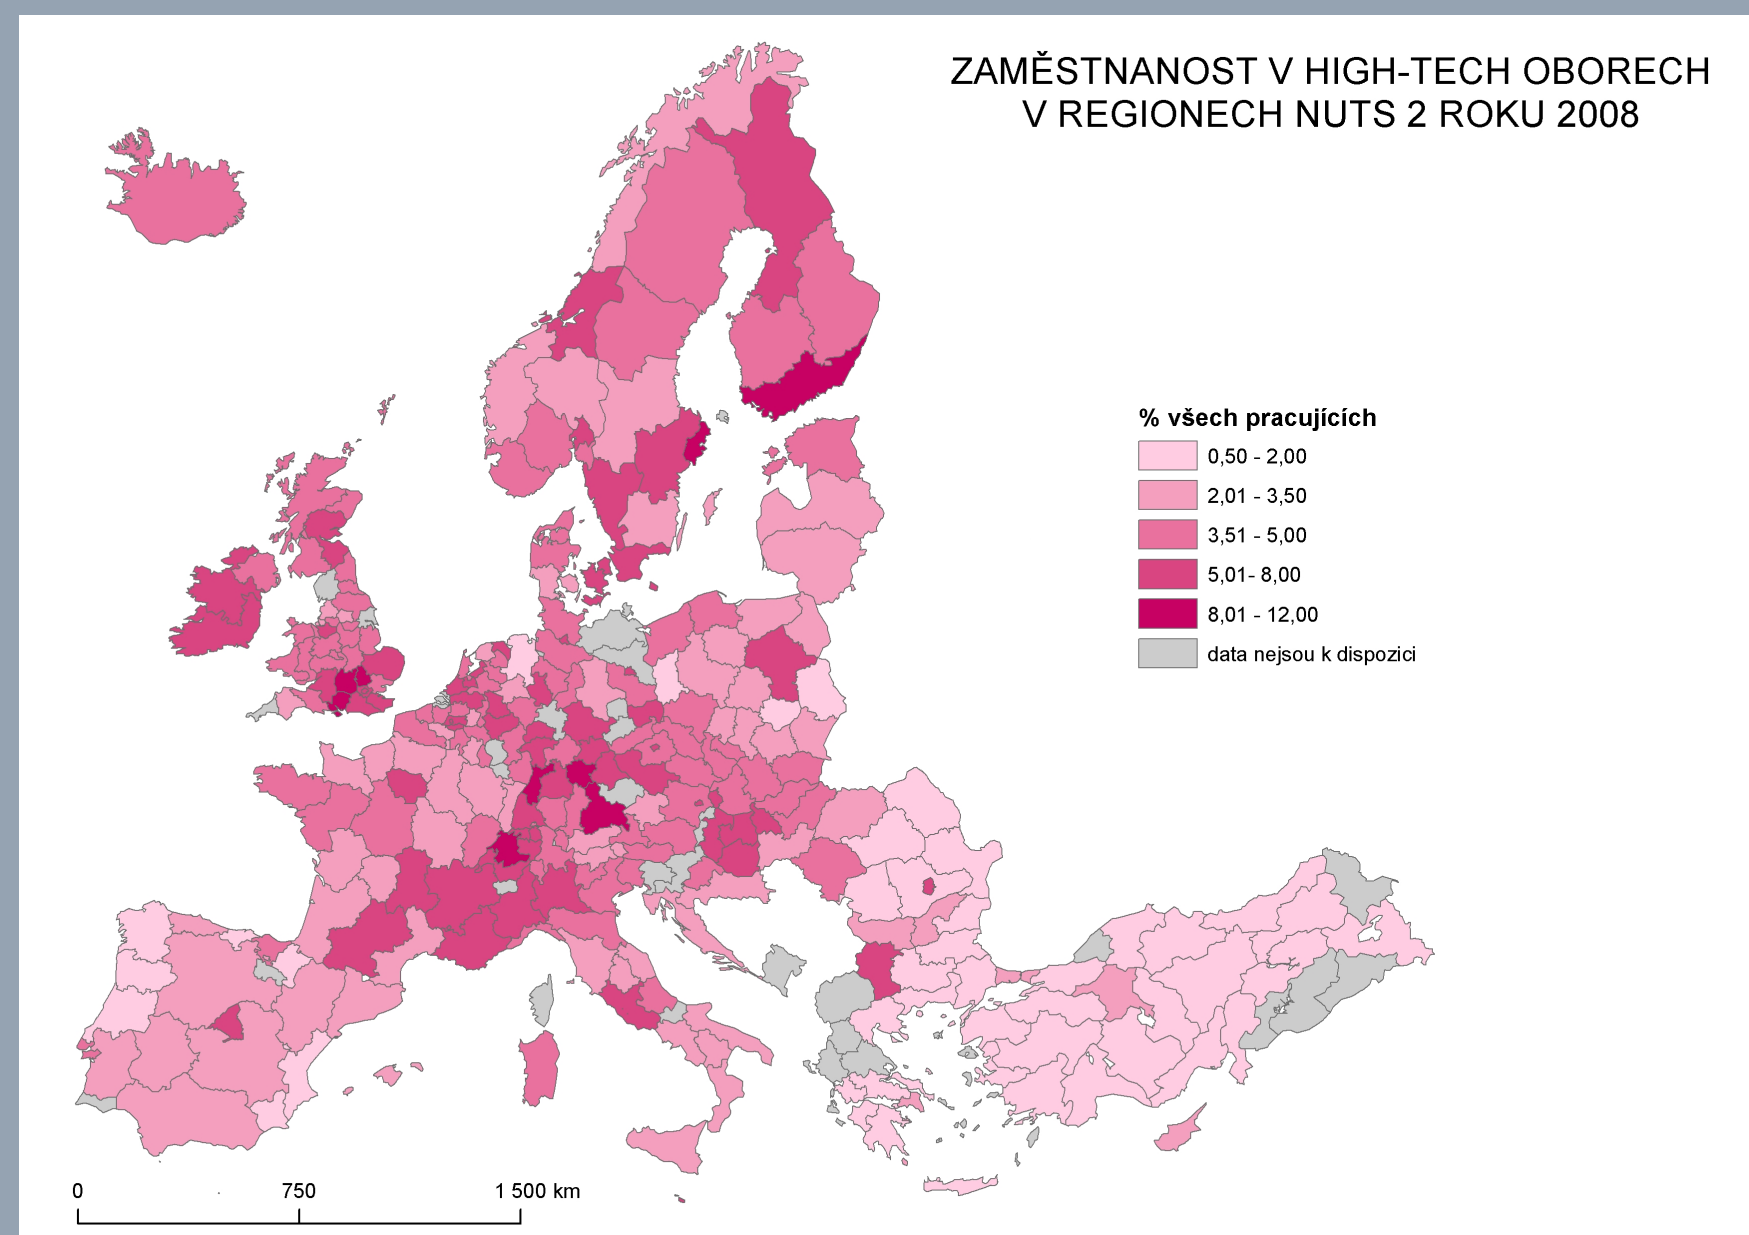 ZAMĚSTNANOST V HIGH-TECH OBORECH
V REGIONECH NUTS 2 ROKU 2008
% všech pracujících
0,50 - 2,00
2,01 - 3,50
3,51 - 5,00
5,01- 8,00
8,01 - 12,00
data nejsou k dispozici
0 750 1 500 km